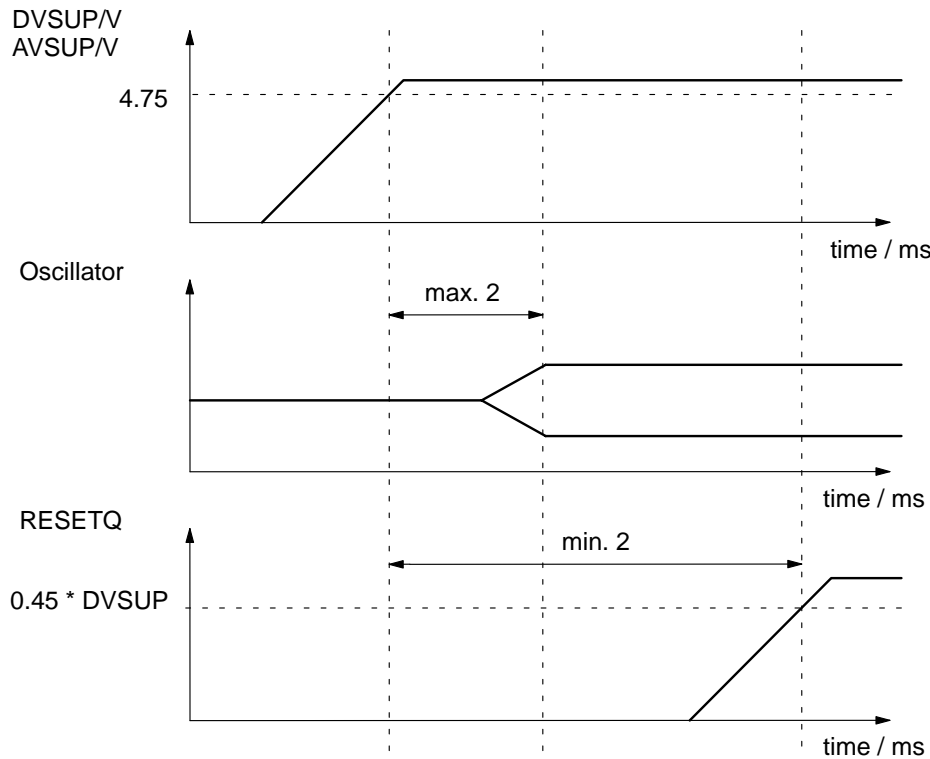 DVSUP/V
AVSUP/V
4.75
time / ms
Oscillator
max. 2
time / ms
RESETQ
min. 2
0.45 * DVSUP
time / ms